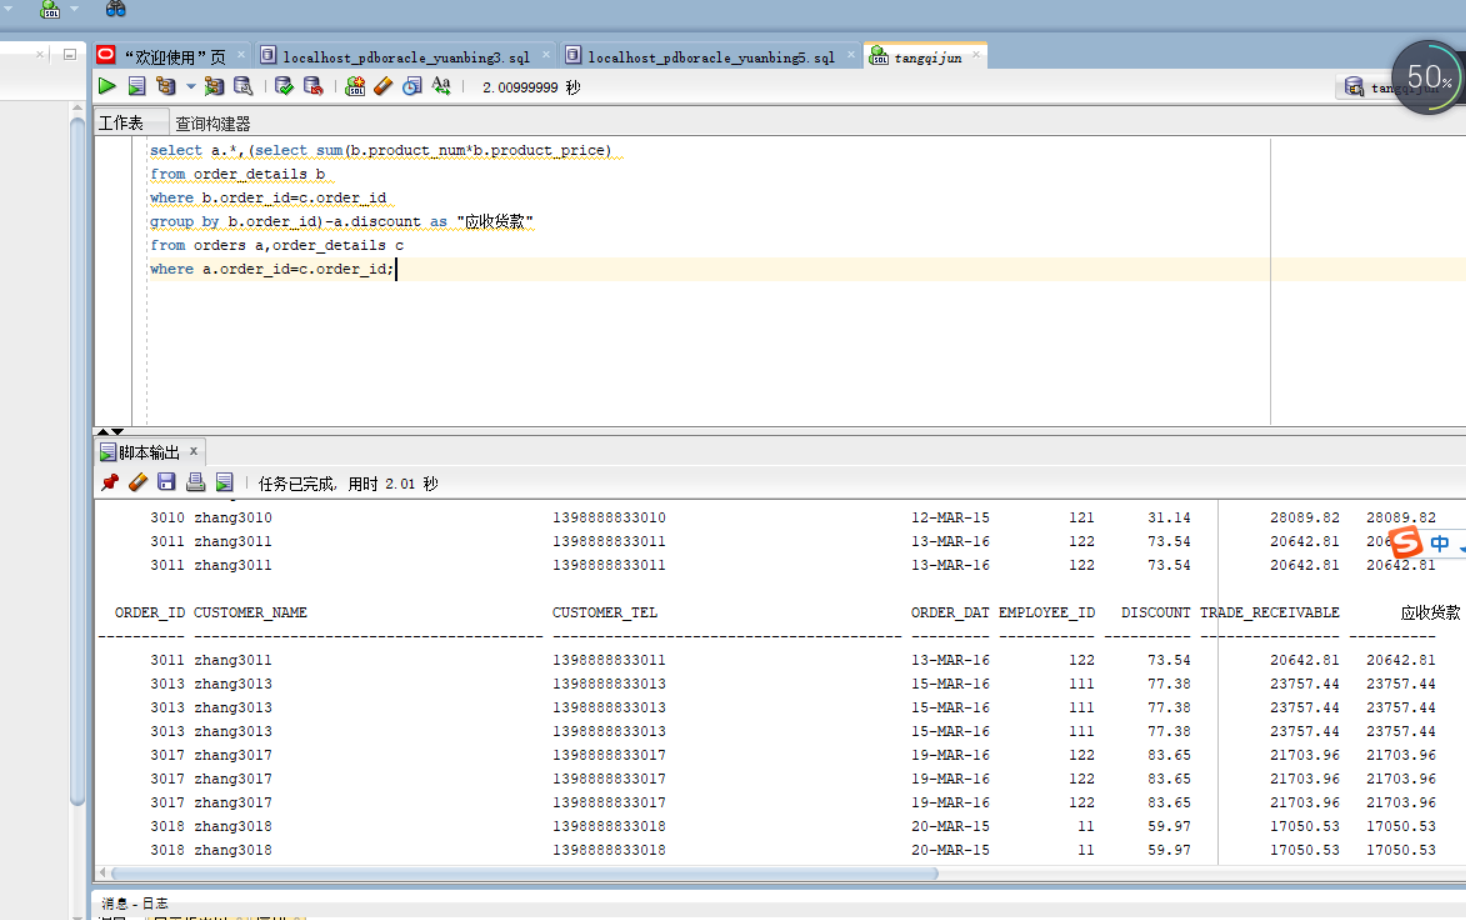 “欢迎使用”页 localhost_pdboracle_yuanbing3.sql localhost_pdboracle_yuanbing5.sql tangqijun
2.00999999 秒
50%
工作表 查询构建器
select a.*,(select sum(b.product_num*b.product_price)
from order_details b
where b.order_id=c.order_id
group by b.order_id)-a.discount as "应收货款"
from orders a,order_details c
where a.order_id=c.order_id;
脚本输出
任务已完成, 用时 2.01 秒
3010 zhang3010 1398888833010 12-MAR-15 121 31.14 28089.82 28089.82
3011 zhang3011 1398888833011 13-MAR-16 122 73.54 20642.81
3011 zhang3011 1398888833011 13-MAR-16 122 73.54 20642.81 20642.81
中
ORDER_ID CUSTOMER_NAME CUSTOMER_TEL ORDER_DAT EMPLOYEE_ID DISCOUNT TRADE_RECEIVABLE 应收货款
3011 zhang3011 1398888833011 13-MAR-16 122 73.54 20642.81 20642.81
3013 zhang3013 1398888833013 15-MAR-16 111 77.38 23757.44 23757.44
3013 zhang3013 1398888833013 15-MAR-16 111 77.38 23757.44 23757.44
3013 zhang3013 1398888833013 15-MAR-16 111 77.38 23757.44 23757.44
3017 zhang3017 1398888833017 19-MAR-16 122 83.65 21703.96 21703.96
3017 zhang3017 1398888833017 19-MAR-16 122 83.65 21703.96 21703.96
3017 zhang3017 1398888833017 19-MAR-16 122 83.65 21703.96 21703.96
3018 zhang3018 1398888833018 20-MAR-15 11 59.97 17050.53 17050.53
3018 zhang3018 1398888833018 20-MAR-15 11 59.97 17050.53 17050.53
消息 - 日志